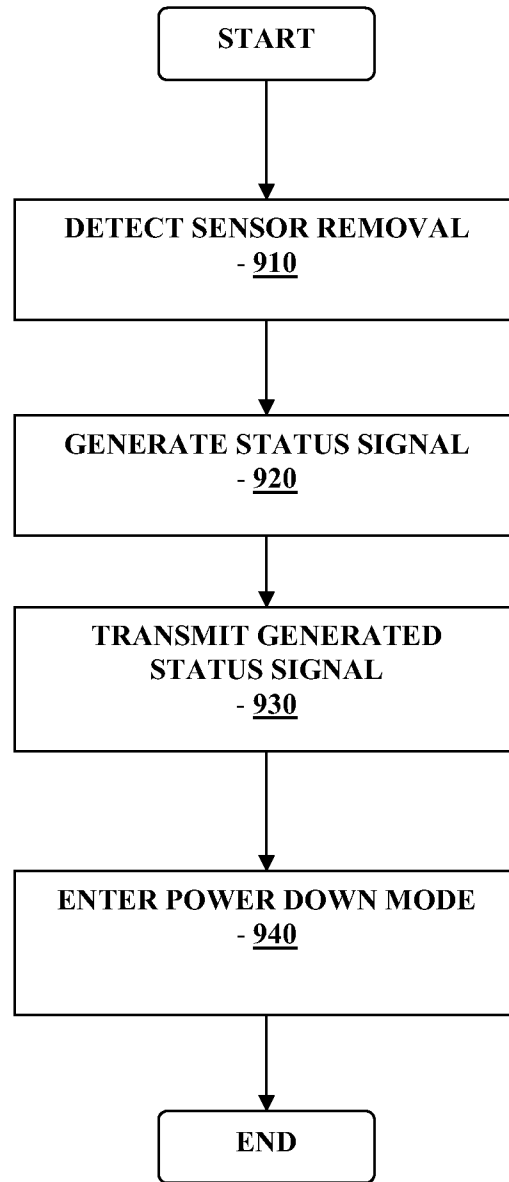 START
DETECT SENSOR REMOVAL
- 910
GENERATE STATUS SIGNAL
- 920
TRANSMIT GENERATED
STATUS SIGNAL
- 930
ENTER POWER DOWN MODE
- 940
END